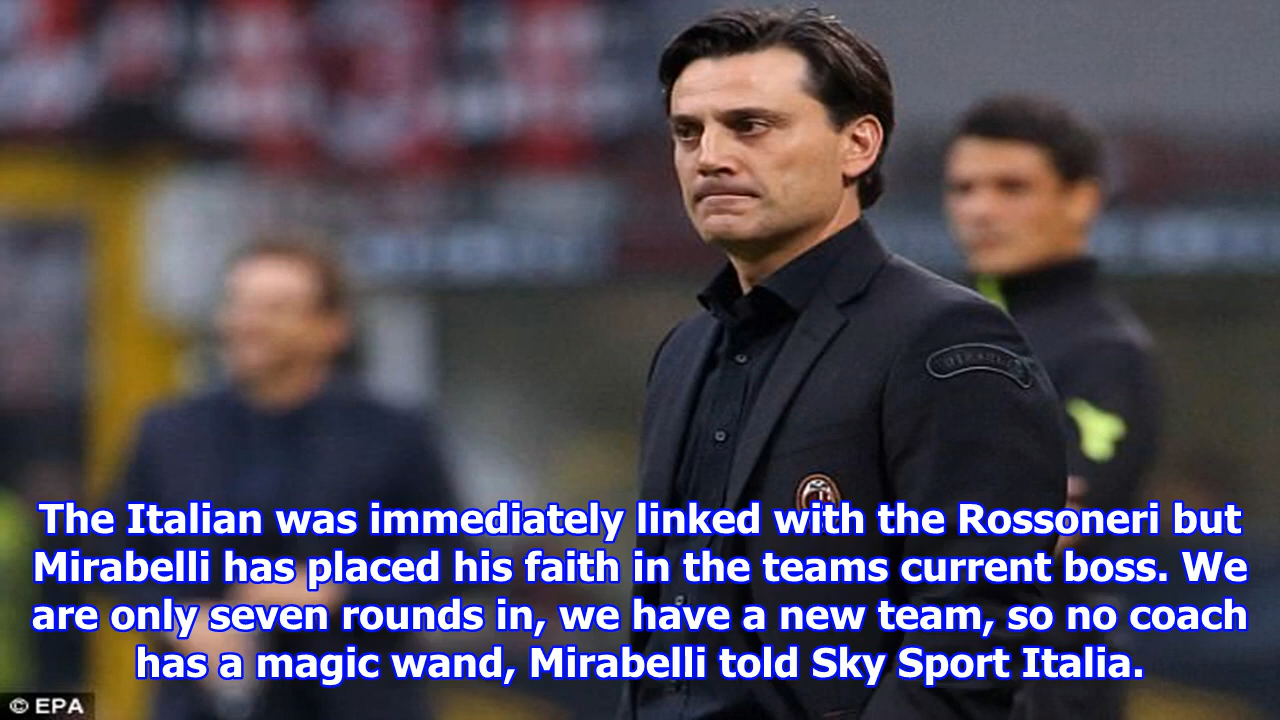 The Italian was immediately linked with the Rossoneri but
Mirabelli has placed his faith in the teams current boss. We
are only seven rounds in, we have a new team, so no coach
has a magic wand, Mirabelli told Sky Sport Italia.
© EPA